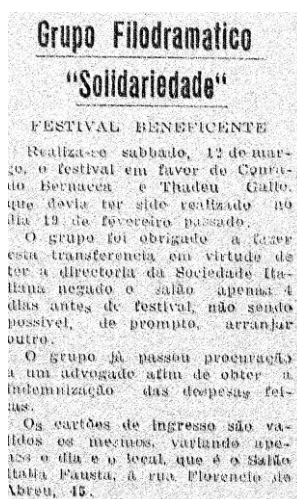 Grupo Filodramatico
"Solidariedade"
FESTIVAL BENEFICENTE
Realiza-se sabbado, 12 de mar-
ço, o festival em favor de Conra-
do Bernacca e Thadeu Gallo,
que devia ter sido realizado no
dia 19 de fevereiro passado.
O grupo foi obrigado a fazer
esta transferencia em virtude de
ter a directoria da Sociedade Ita-
liana negado o salão apenas 4
dias antes de festival, não sendo
possivel, de prompto, arranjar
outro.
O grupo já passou procuração
a um advogado afim de obter a
indemnização das despesas fei-
tas.
Os cartões de ingresso são va-
lidos os mesmos, variando ape-
nas o dia e o local, que é o Salão
Italia Fausta, á rua Florencio de
Abreu, 45.